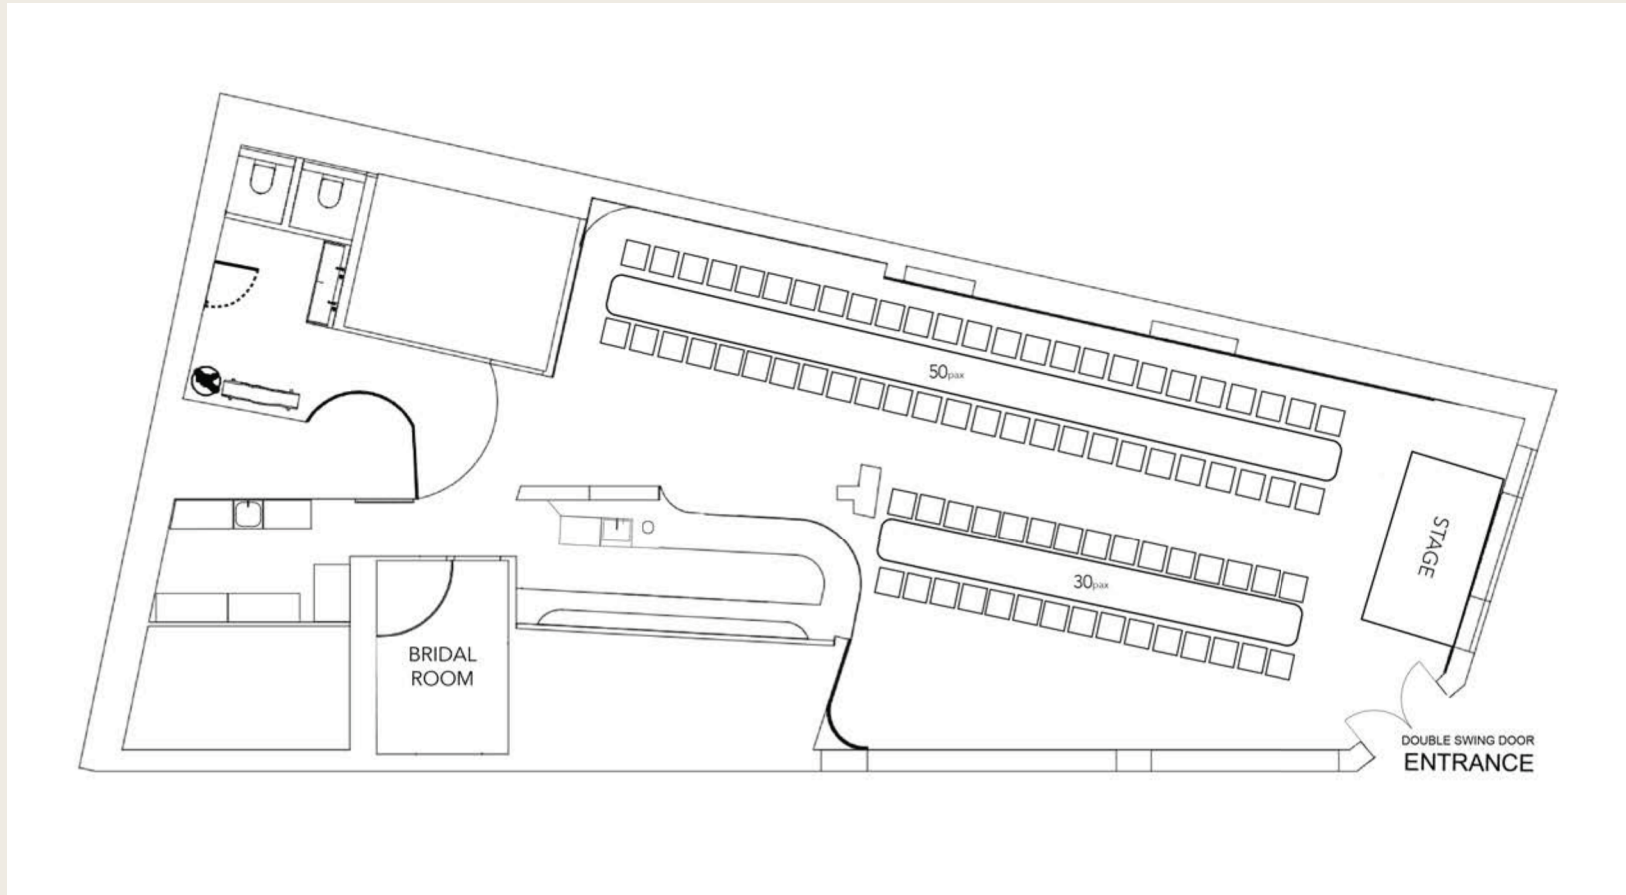 50pax
30pax
STAGE
BRIDAL
ROOM
DOUBLE SWING DOOR
ENTRANCE